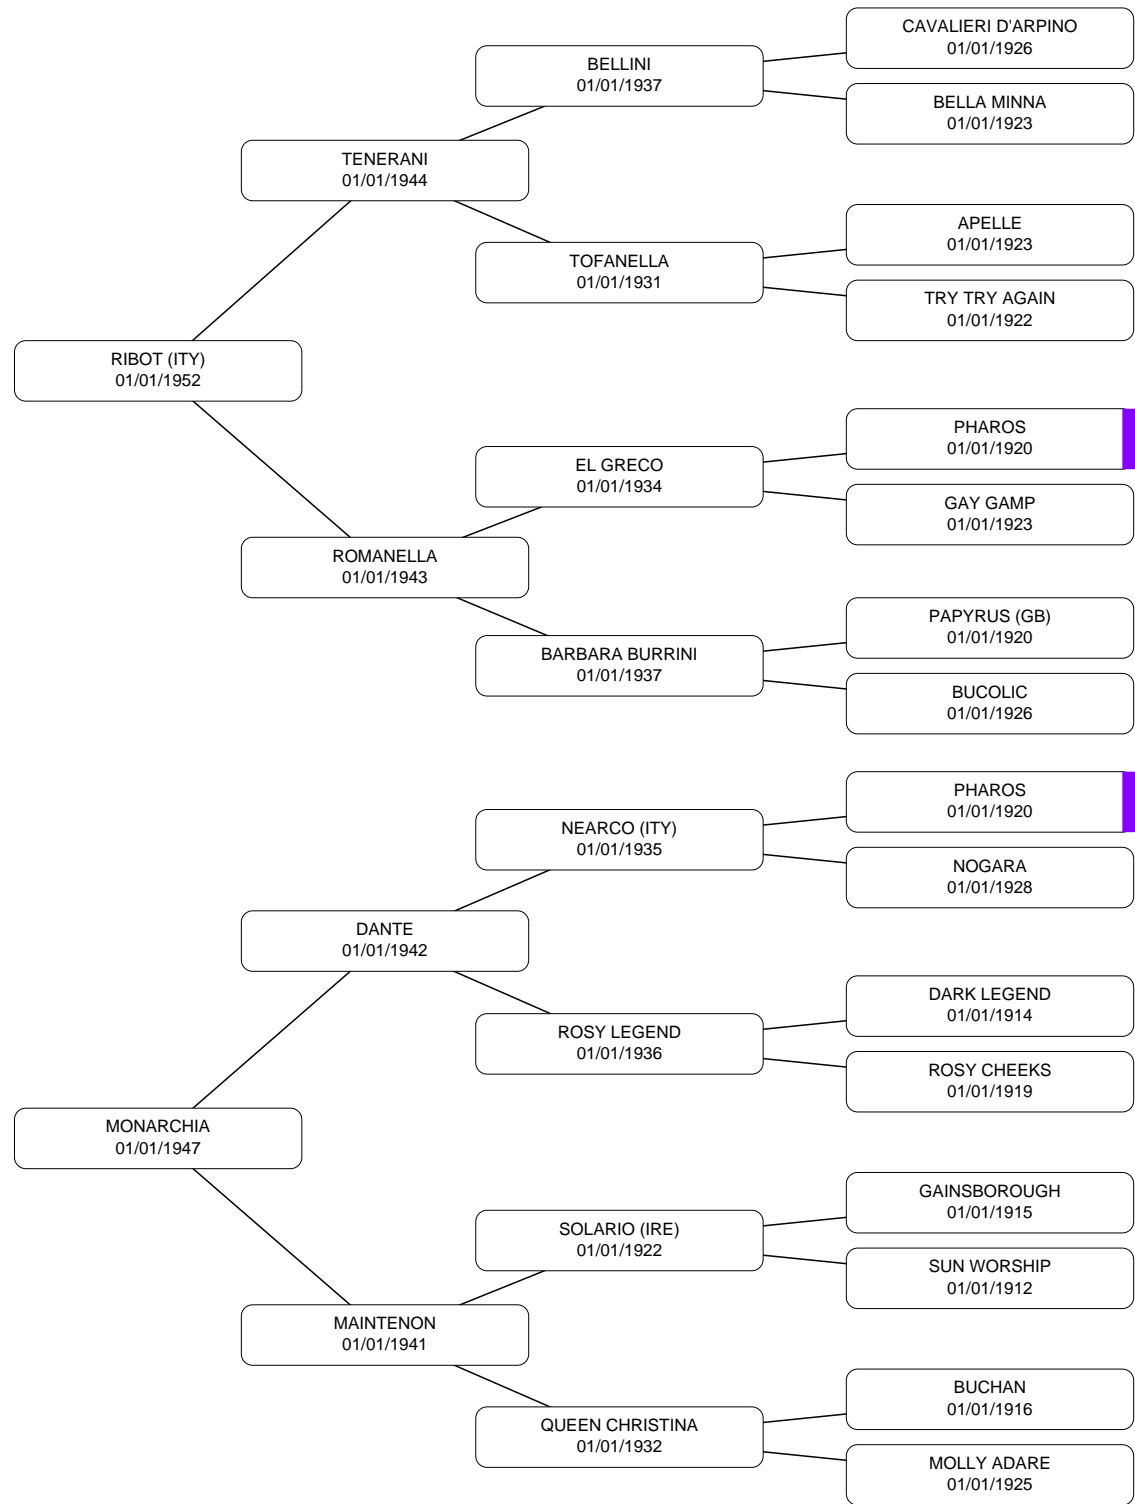 CAVALIERI D'ARPINO
01/01/1926
BELLINI
01/01/1937
BELLA MINNA
01/01/1923
TENERANI
01/01/1944
APELLE
01/01/1923
TOFANELLA
01/01/1931
TRY TRY AGAIN
01/01/1922
RIBOT (ITY)
01/01/1952
PHAROS
01/01/1920
EL GRECO
01/01/1934
GAY GAMP
01/01/1923
ROMANELLA
01/01/1943
PAPYRUS (GB)
01/01/1920
BARBARA BURRINI
01/01/1937
BUCOLIC
01/01/1926
PHAROS
01/01/1920
NEARCO (ITY)
01/01/1935
NOGARA
01/01/1928
DANTE
01/01/1942
DARK LEGEND
01/01/1914
ROSY LEGEND
01/01/1936
ROSY CHEEKS
01/01/1919
MONARCHIA
01/01/1947
GAINSBOROUGH
01/01/1915
SOLARIO (IRE)
01/01/1922
SUN WORSHIP
01/01/1912
MAINTENON
01/01/1941
BUCHAN
01/01/1916
QUEEN CHRISTINA
01/01/1932
MOLLY ADARE
01/01/1925